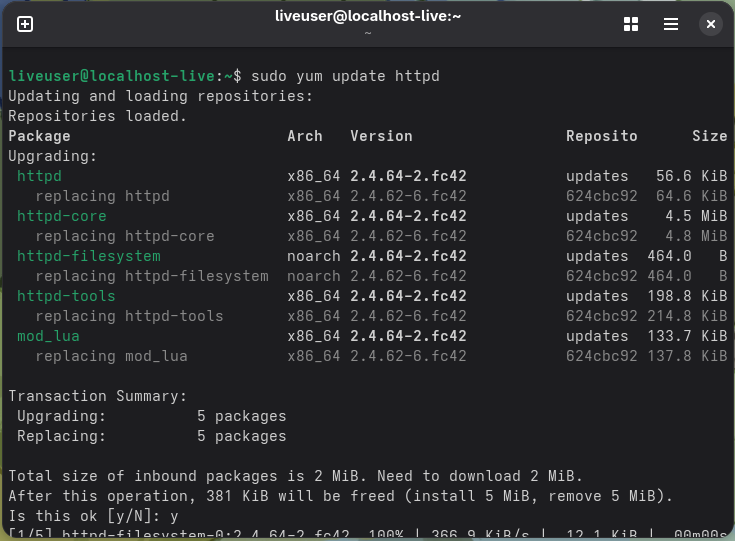 liveuser@localhost-live:~
~
liveuser@localhost-live:~$ sudo yum update httpd
Updating and loading repositories:
Repositories loaded.
Package Arch Version Reposito Size
Upgrading:
httpd x86_64 2.4.64-2.fc42 updates 56.6 KiB
replacing httpd x86_64 2.4.62-6.fc42 624cbc92 64.6 KiB
httpd-core x86_64 2.4.64-2.fc42 updates 4.5 MiB
replacing httpd-core x86_64 2.4.62-6.fc42 624cbc92 4.8 MiB
httpd-filesystem noarch 2.4.64-2.fc42 updates 464.0 B
replacing httpd-filesystem noarch 2.4.62-6.fc42 624cbc92 464.0 B
httpd-tools x86_64 2.4.64-2.fc42 updates 198.8 KiB
replacing httpd-tools x86_64 2.4.62-6.fc42 624cbc92 214.8 KiB
mod_lua x86_64 2.4.64-2.fc42 updates 133.7 KiB
replacing mod_lua x86_64 2.4.62-6.fc42 624cbc92 137.8 KiB
Transaction Summary:
Upgrading: 5 packages
Replacing: 5 packages
Total size of inbound packages is 2 MiB. Need to download 2 MiB.
After this operation, 381 KiB will be freed (install 5 MiB, remove 5 MiB).
Is this ok [y/N]: y
[1/5] httpd-filesystem-0:2.4.64-2.fc42 100% | 366.9 KiB/s | 12.1 KiB | 00m00s